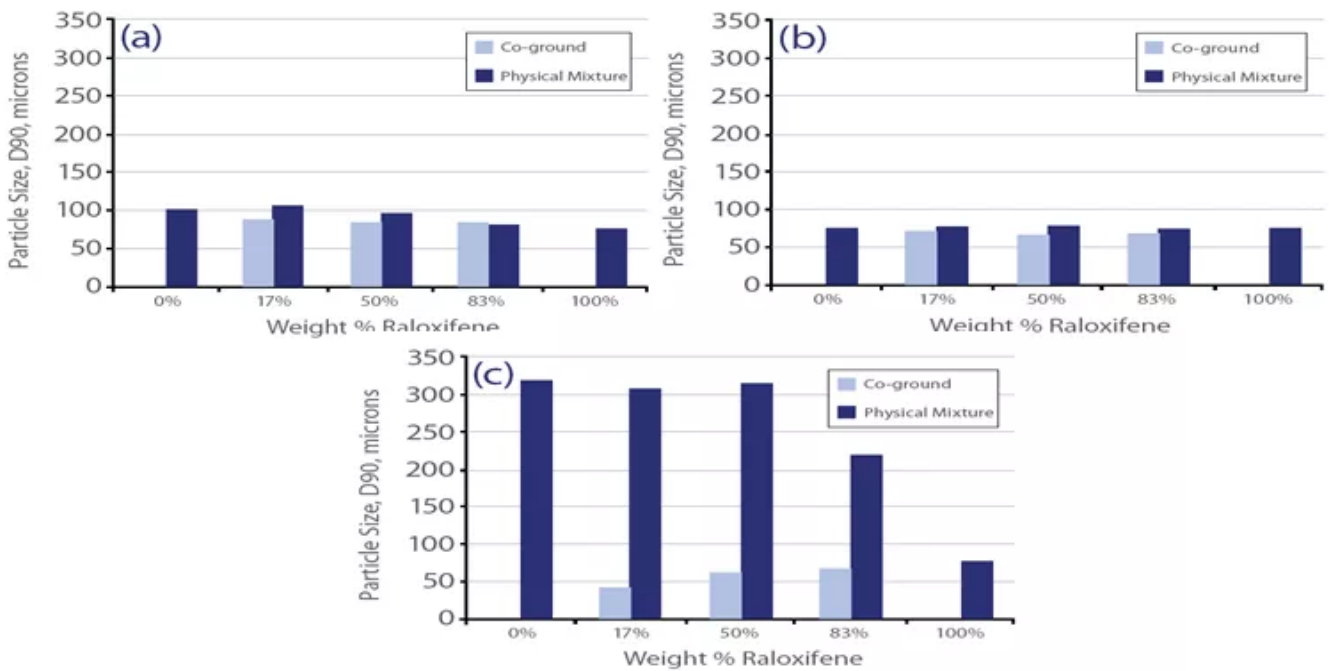 (a)
Particle Size, D90, microns
350
300
250
200
150
100
50
0
Co-ground
Physical Mixture
0% 17% 50% 83% 100%
Weight % Raloxifene
(b)
Particle Size, D90, microns
350
300
250
200
150
100
50
0
Co-ground
Physical Mixture
0% 17% 50% 83% 100%
Weight % Raloxifene
(c)
Particle Size, D90, microns
350
300
250
200
150
100
50
0
Co-ground
Physical Mixture
0% 17% 50% 83% 100%
Weight % Raloxifene